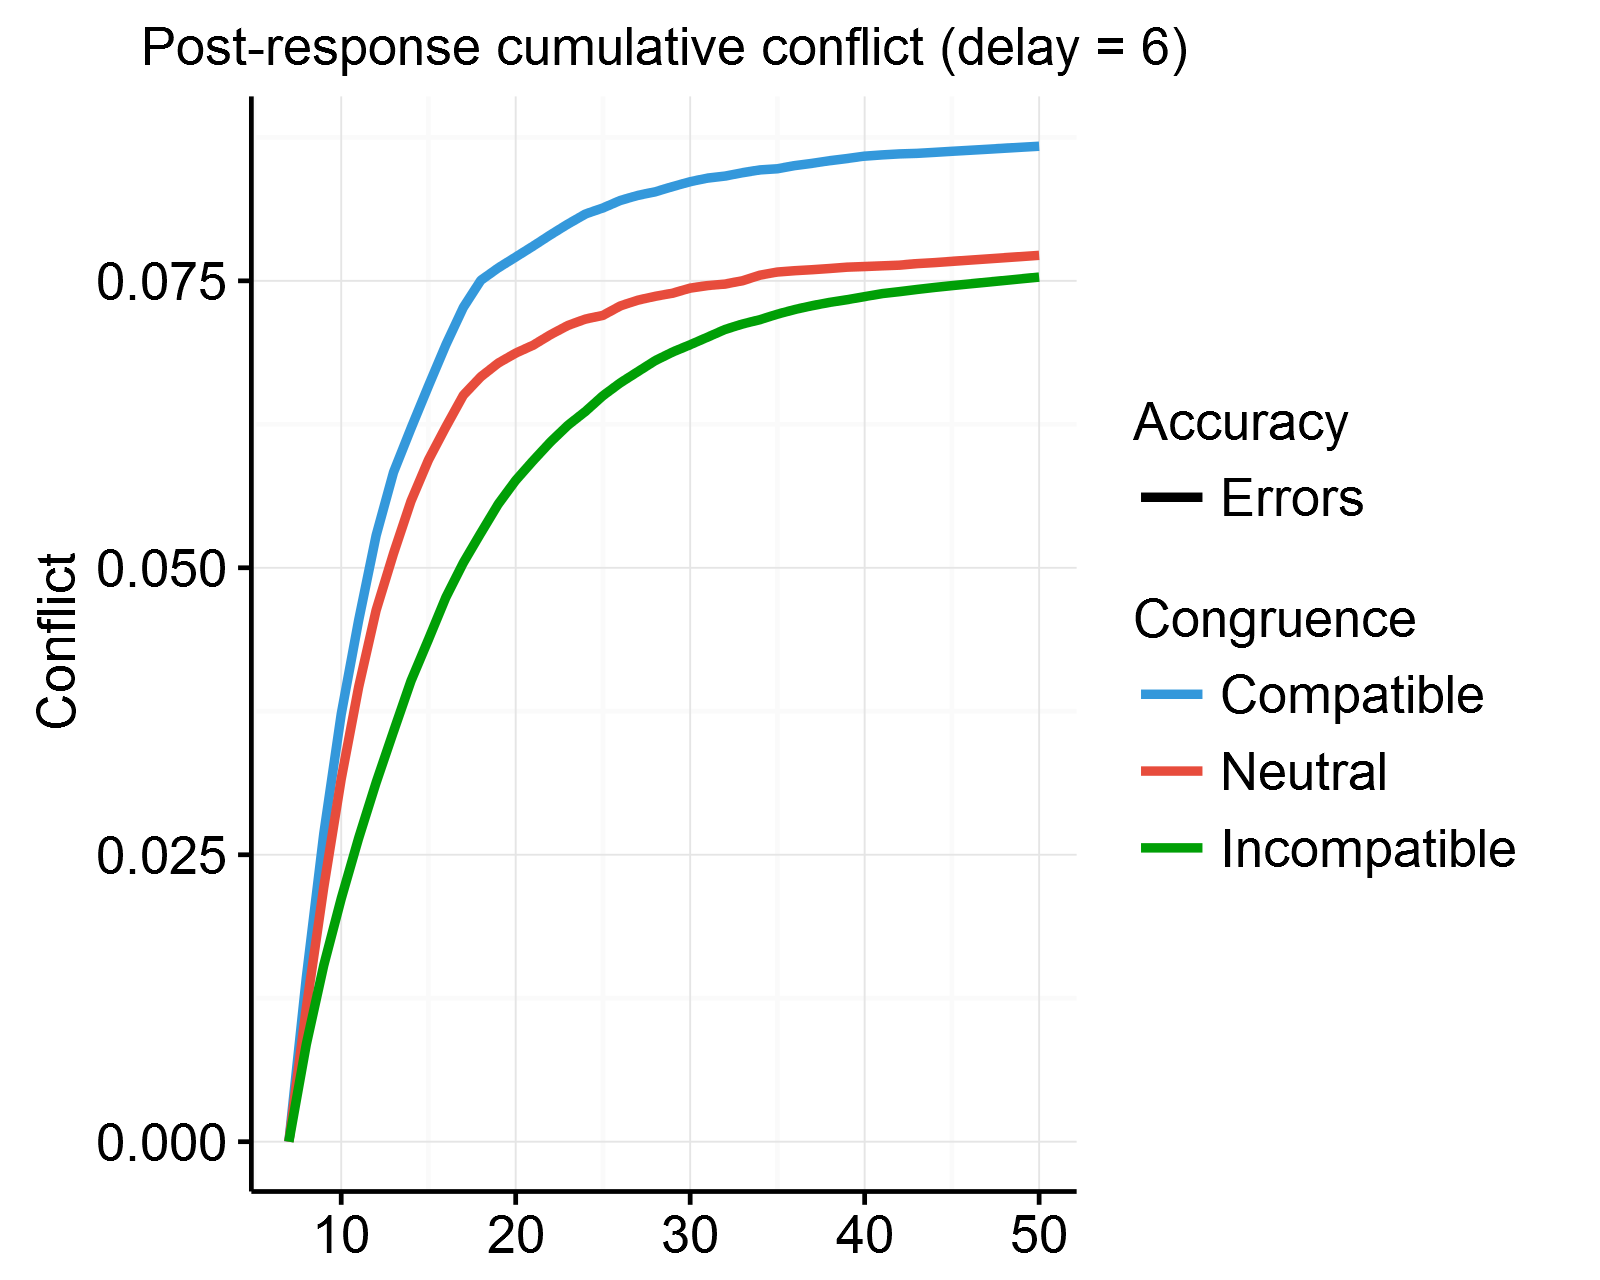 Post-response cumulative conflict (delay = 6)
Conflict
0.075
0.050
0.025
0.000
10 20 30 40 50
Accuracy
Errors
Congruence
Compatible
Neutral
Incompatible